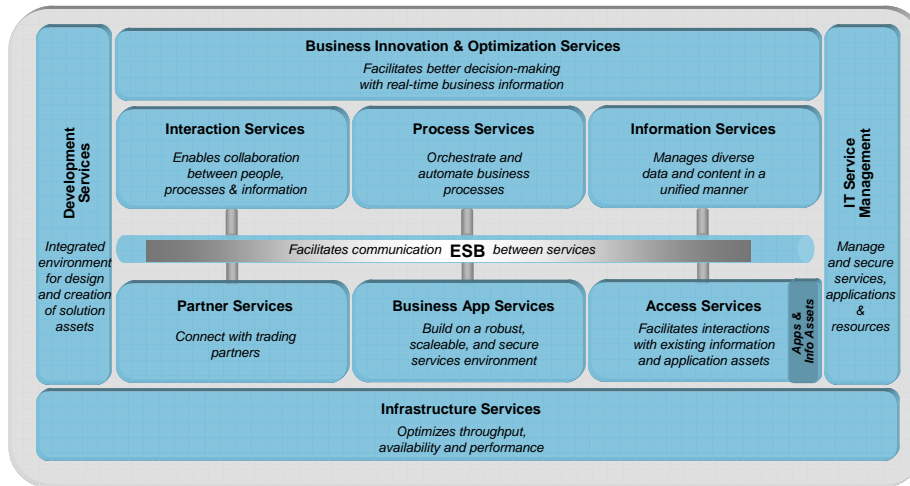 Business Innovation & Optimization Services
Facilitates better decision-making
with real-time business information
Development
Services
Integrated
environment
for design
and creation
of solution
assets
Interaction Services
Enables collaboration
between people,
processes & information
Process Services
Orchestrate and
automate business
processes
Information Services
Manages diverse
data and content in a
unified manner
IT Service
Management
Manage
and secure
services,
applications
&
resources
Facilitates communication ESB between services
Partner Services
Connect with trading
partners
Business App Services
Build on a robust,
scaleable, and secure
services environment
Access Services
Facilitates interactions
with existing information
and application assets
Apps &
Info Assets
Infrastructure Services
Optimizes throughput,
availability and performance